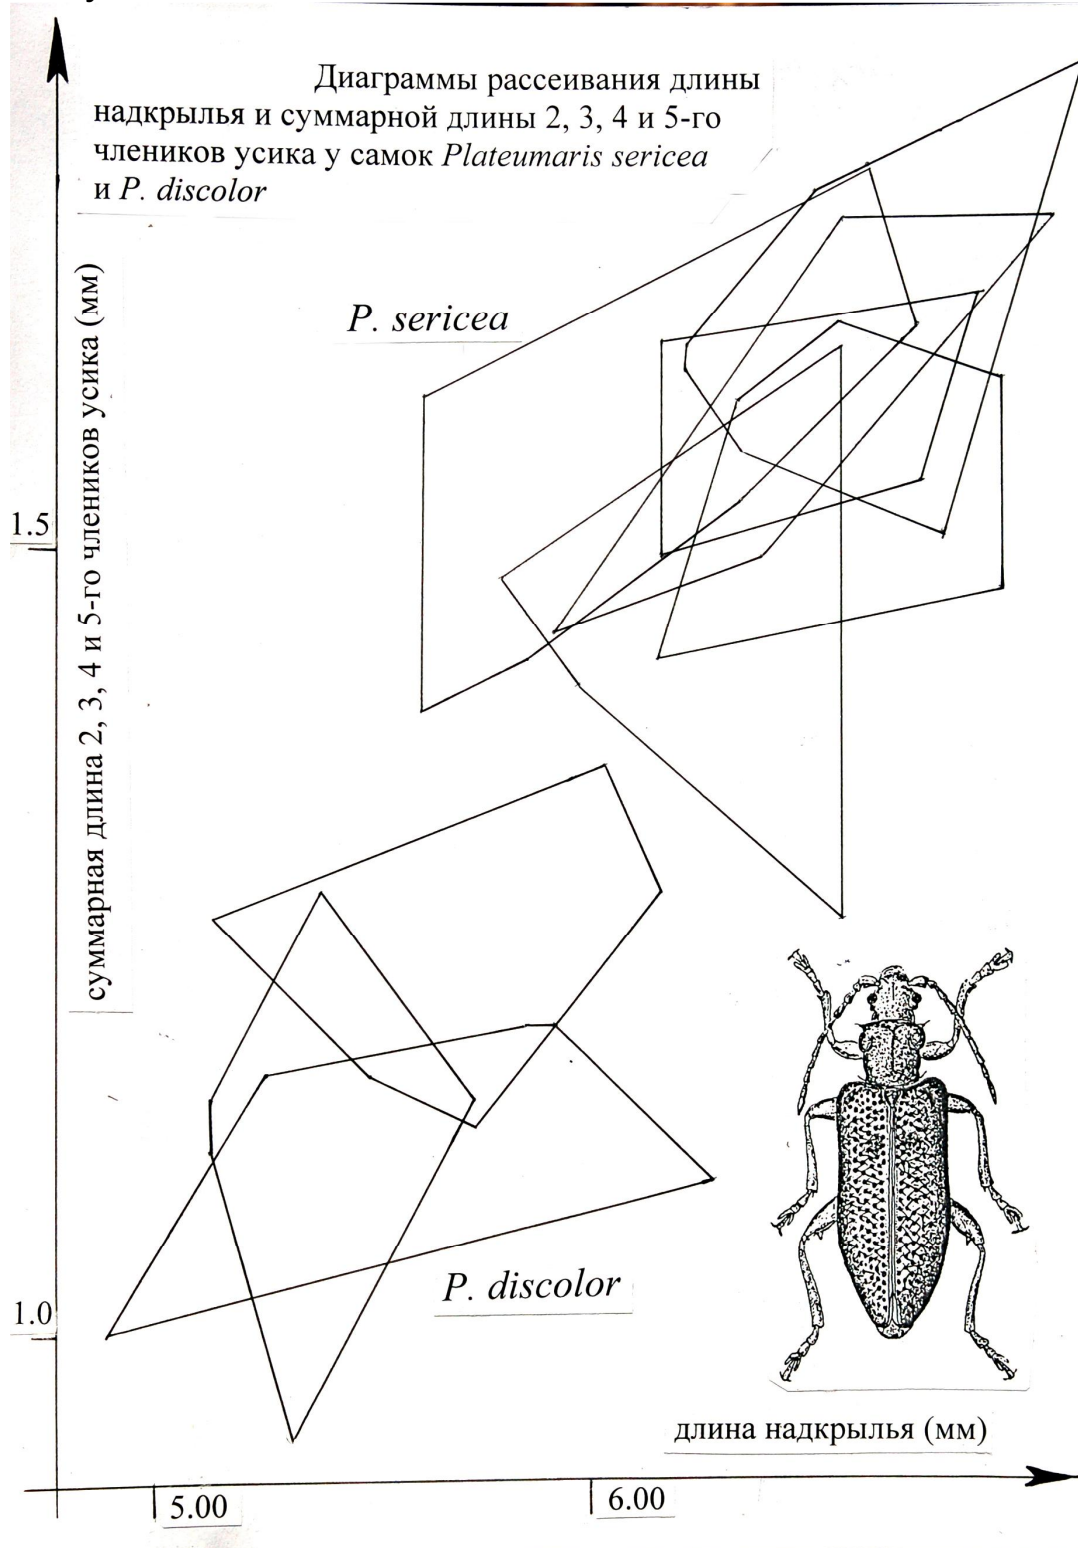 Диаграммы рассеивания длины
надкрылья и суммарной длины 2, 3, 4 и 5-го
члеников усика у самок Plateumaris sericea
и P. discolor
P. sericea
суммарная длина 2, 3, 4 и 5-го члеников усика (мм)
1.5
1.0
P. discolor
длина надкрылья (мм)
5.00
6.00